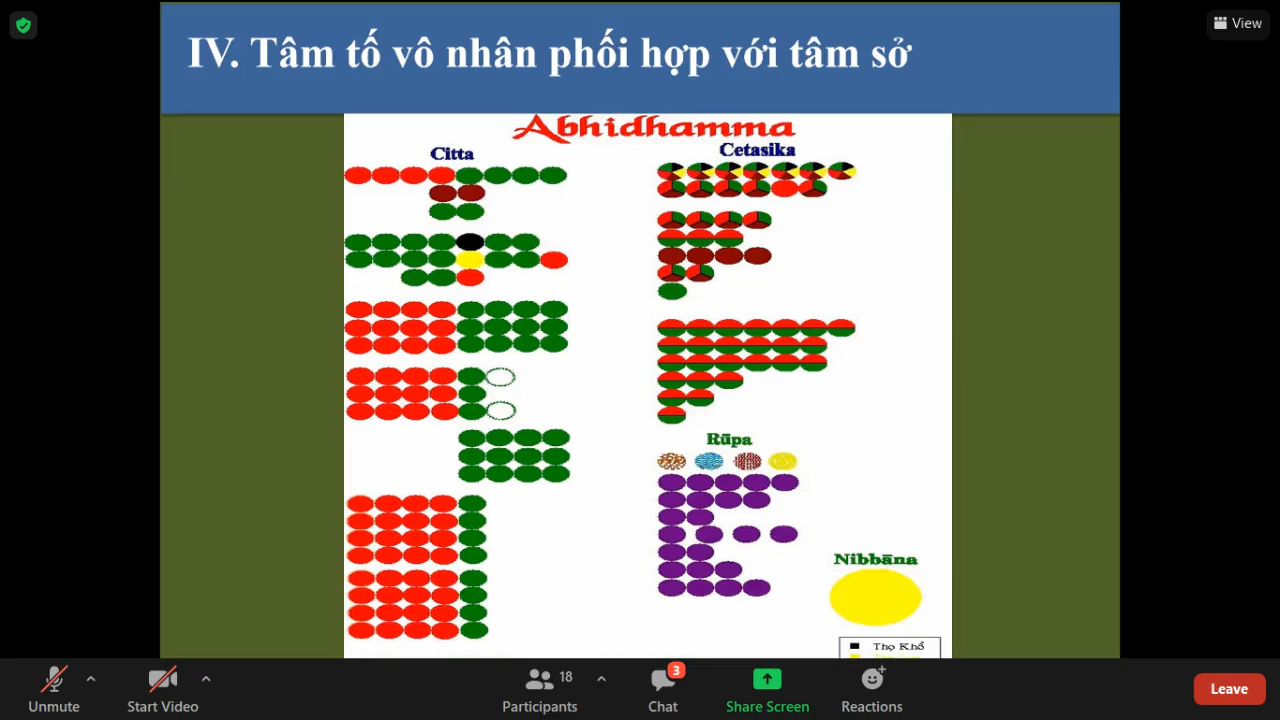 View
IV. Tâm tố vô nhân phối hợp với tâm sở
Abhidhamma
Citta
Cetasika
Rūpa
Nibbāna
Thọ Khổ
Unmute
Start Video
18
Participants
3
Chat
Share Screen
Reactions
Leave